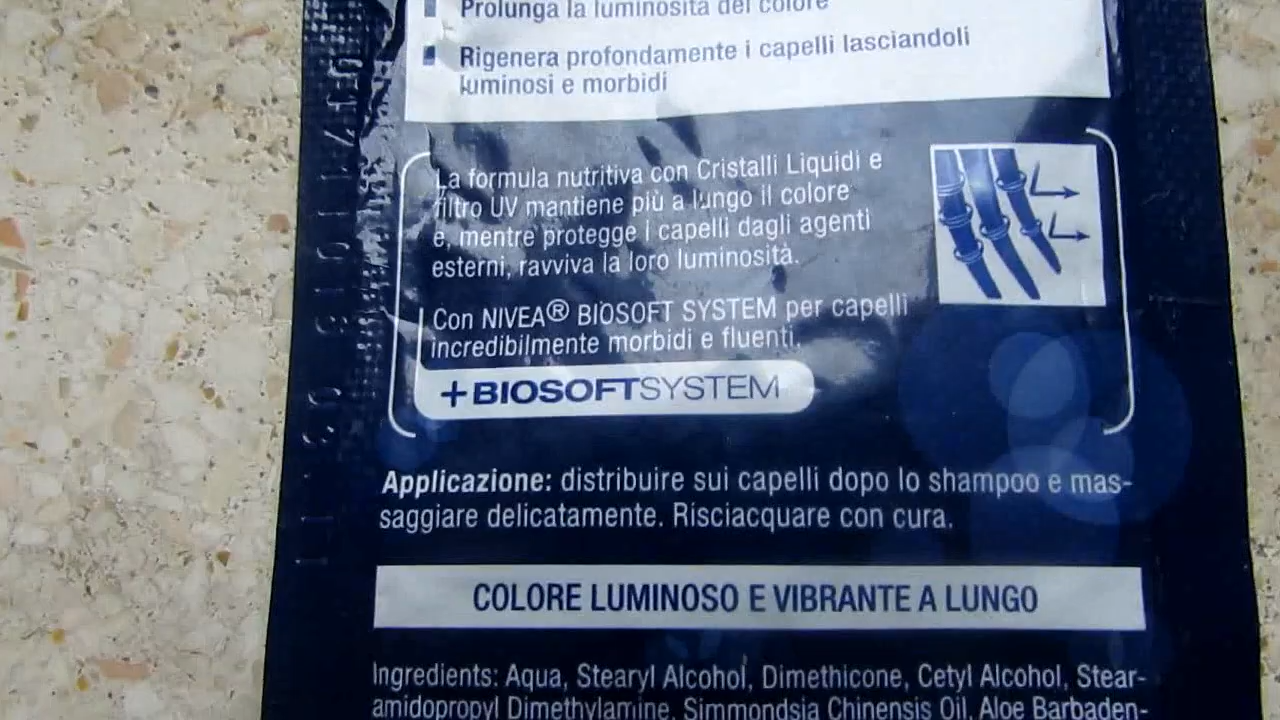 Prolunga la luminosità del colore
Rigenera profondamente i capelli lasciandoli
luminosi e morbidi
La formula nutritiva con Cristalli Liquidi e
filtro UV mantiene più a lungo il colore
e, mentre protegge i capelli dagli agenti
esterni, ravviva la loro luminosità.
Con NIVEA® BIOSOFT SYSTEM per capelli
incredibilmente morbidi e fluenti.
+BIOSOFTSYSTEM
Applicazione: distribuire sui capelli dopo lo shampoo e mas-
saggiare delicatamente. Risciacquare con cura.
COLORE LUMINOSO E VIBRANTE A LUNGO
Ingredients: Aqua, Stearyl Alcohol, Dimethicone, Cetyl Alcohol, Stear-
amidopropyl Dimethylamine, Simmondsia Chinensis Oil, Aloe Barbaden-